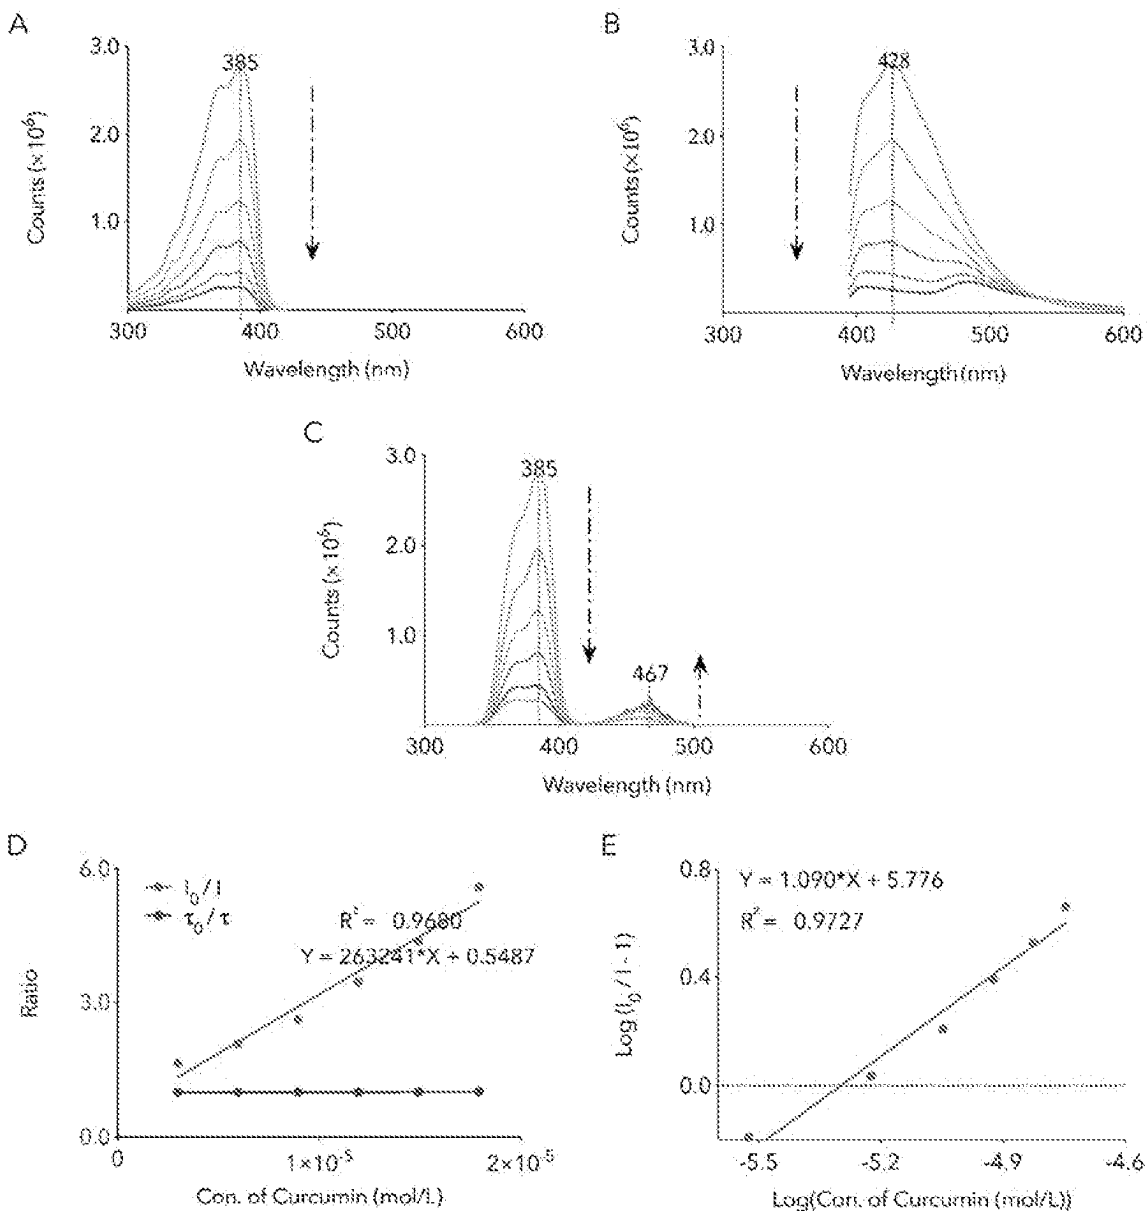 A
3.0
2.0
1.0
385
Counts (×10⁶)
300 400 500 600
Wavelength (nm)
B
3.0
2.0
1.0
428
Counts (×10⁶)
300 400 500 600
Wavelength (nm)
C
3.0
2.0
1.0
385
467
Counts (×10⁶)
300 400 500 600
Wavelength (nm)
D
6.0
3.0
0.0
Ratio
I₀/I
τ₀/τ
R² = 0.9680
Y = 263241*X + 0.5487
0 1×10⁻⁵ 2×10⁻⁵
Con. of Curcumin (mol/L)
E
0.8
0.4
0.0
Log (I₀ / I - 1)
Y = 1.090*X + 5.776
R² = 0.9727
-5.5 -5.2 -4.9 -4.6
Log(Con. of Curcumin (mol/L))